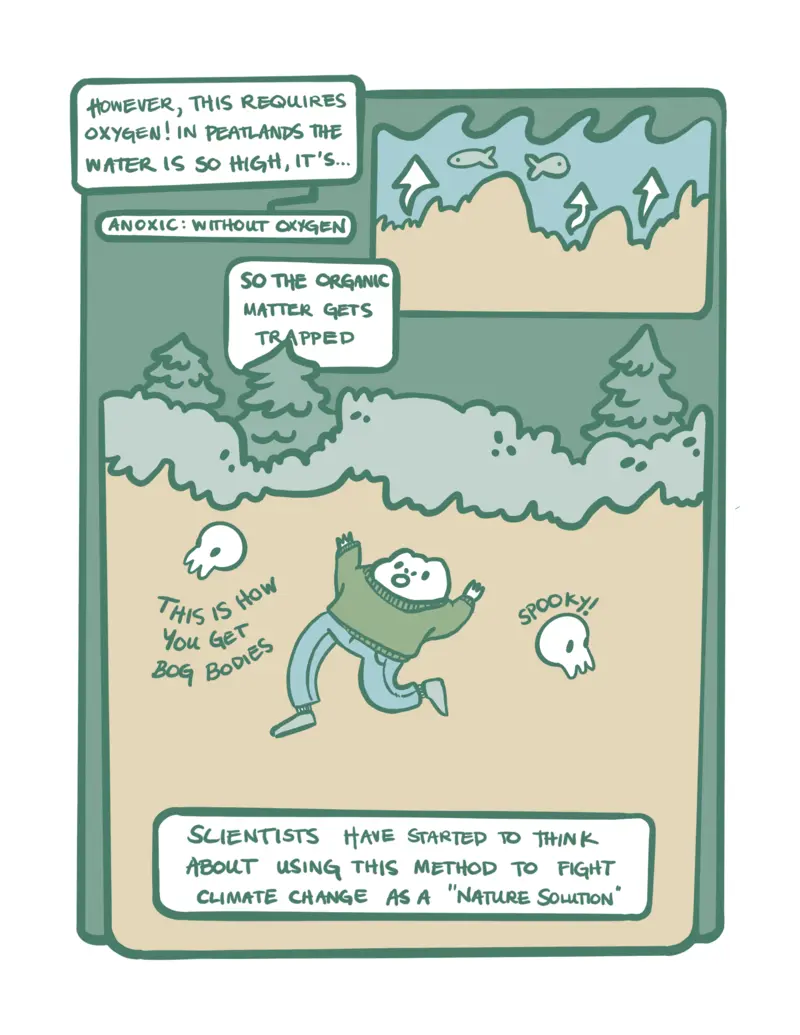 HOWEVER, THIS REQUIRES
OXYGEN! IN PEATLANDS THE
WATER IS SO HIGH, IT'S...
ANOXIC: WITHOUT OXYGEN
SO THE ORGANIC
MATTER GETS
TRAPPED
THIS IS HOW
YOU GET
BOG BODIES
SPOOKY!
SCIENTISTS HAVE STARTED TO THINK
ABOUT USING THIS METHOD TO FIGHT
CLIMATE CHANGE AS A "NATURE SOLUTION"